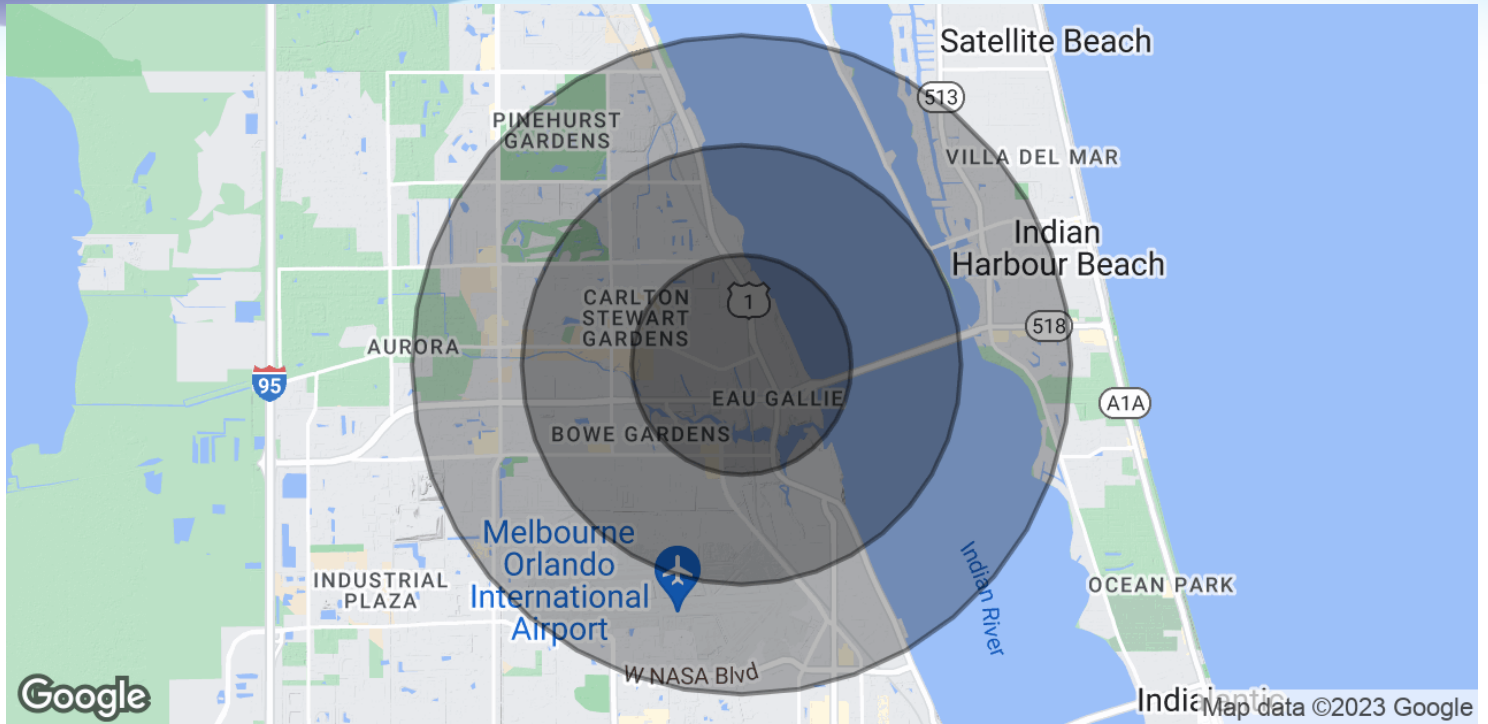 Satellite Beach
513
PINEHURST
GARDENS
VILLA DEL MAR
Indian
Harbour Beach
CARLTON
STEWART
GARDENS
1
518
AURORA
95
EAU GALLIE
A1A
BOWE GARDENS
Melbourne
Orlando
International
Airport
INDUSTRIAL
PLAZA
Indian River
OCEAN PARK
W NASA Blvd
Google
Indialantic
Map data ©2023 Google